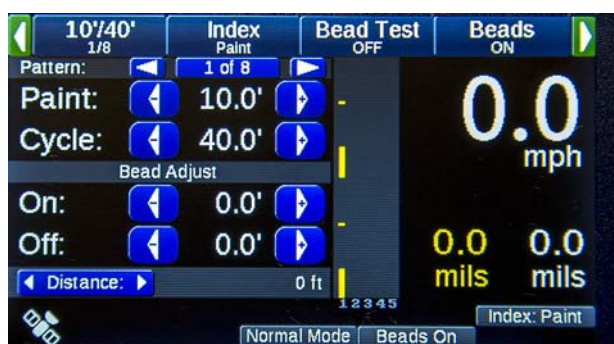 10'/40' Index Bead Test Beads
1/8 Paint OFF ON
Pattern: 1 of 8
Paint: - 10.0' +
Cycle: - 40.0' +
0.0
mph
Bead Adjust
On: - 0.0' +
Off: - 0.0' +
0.0 0.0
mils mils
Distance: 0 ft
12345
Index: Paint
Normal Mode Beads On